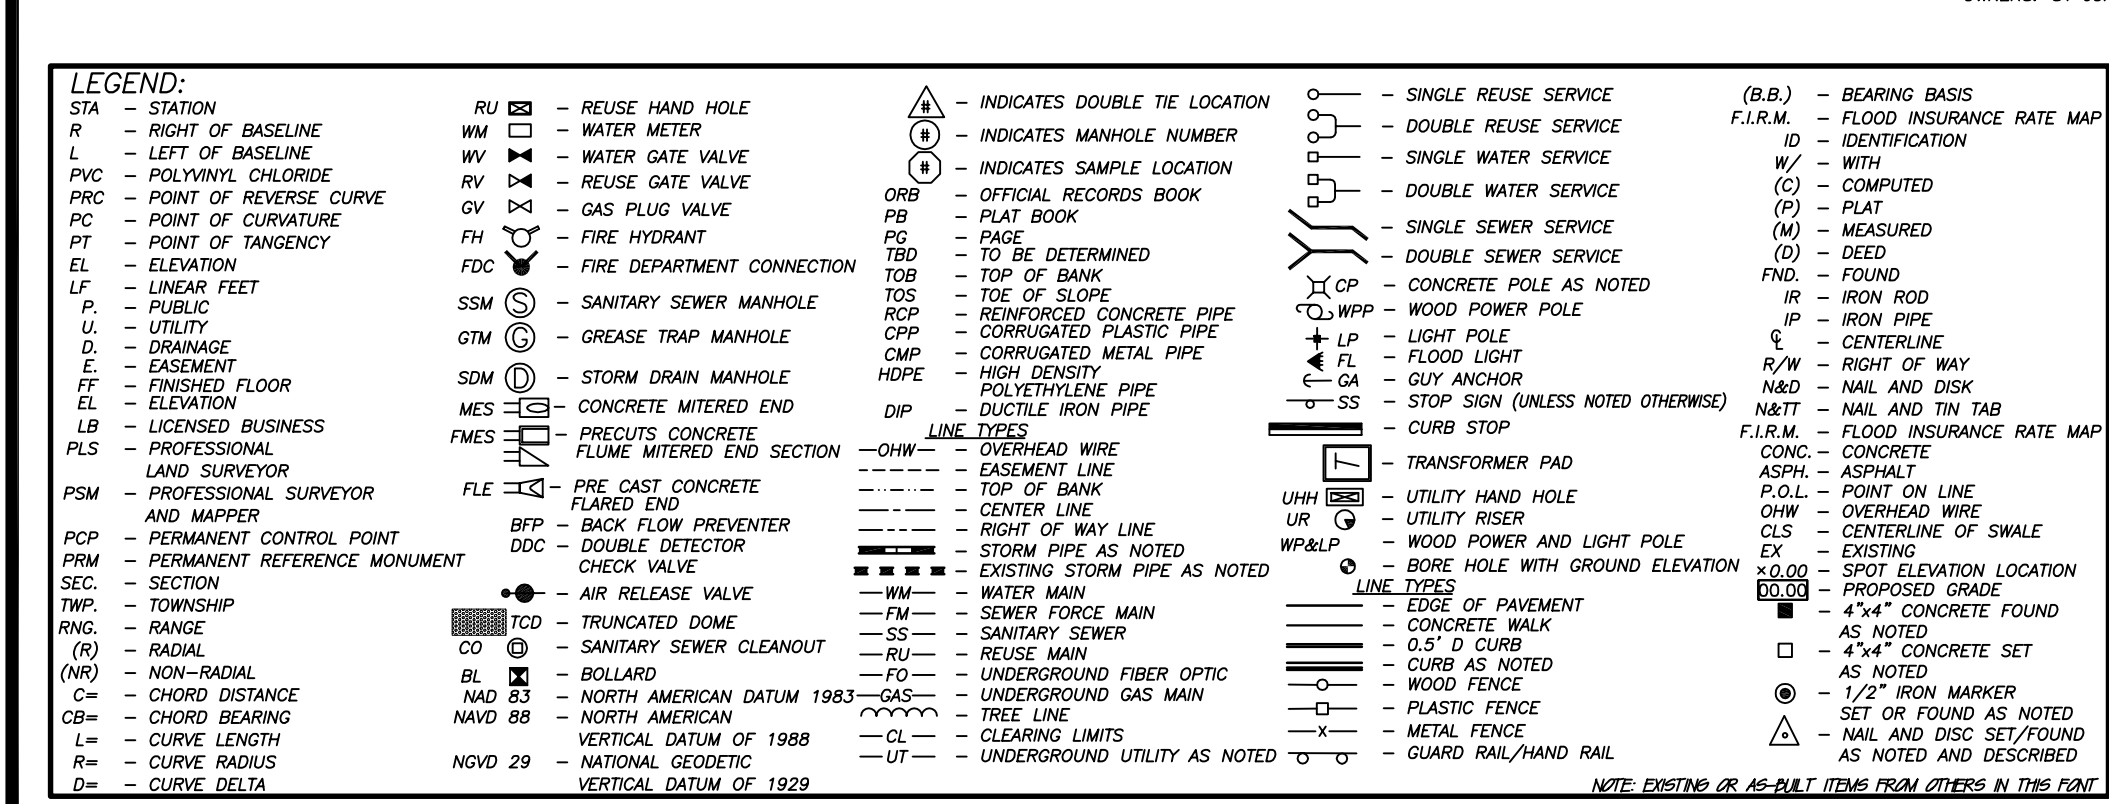 LEGEND:
STA – STATION
R – RIGHT OF BASELINE
L – LEFT OF BASELINE
PVC – POLYVINYL CHLORIDE
PRC – POINT OF REVERSE CURVE
PC – POINT OF CURVATURE
PT – POINT OF TANGENCY
EL – ELEVATION
LF – LINEAR FEET
P. – PUBLIC
U. – UTILITY
D. – DRAINAGE
E. – EASEMENT
FF – FINISHED FLOOR
EL – ELEVATION
LB – LICENSED BUSINESS
PLS – PROFESSIONAL
LAND SURVEYOR
PSM – PROFESSIONAL SURVEYOR
AND MAPPER
PCP – PERMANENT CONTROL POINT
PRM – PERMANENT REFERENCE MONUMENT
SEC. – SECTION
TWP. – TOWNSHIP
RNG. – RANGE
(R) – RADIAL
(NR) – NON-RADIAL
C= – CHORD DISTANCE
CB= – CHORD BEARING
L= – CURVE LENGTH
R= – CURVE RADIUS
D= – CURVE DELTA
RU – REUSE HAND HOLE
WM – WATER METER
WV – WATER GATE VALVE
RV – REUSE GATE VALVE
GV – GAS PLUG VALVE
FH – FIRE HYDRANT
FDC – FIRE DEPARTMENT CONNECTION
SSM S – SANITARY SEWER MANHOLE
GTM G – GREASE TRAP MANHOLE
SDM D – STORM DRAIN MANHOLE
MES – CONCRETE MITERED END
FMES – PRECUTS CONCRETE
FLUME MITERED END SECTION
FLE – PRE CAST CONCRETE
FLARED END
BFP – BACK FLOW PREVENTER
DDC – DOUBLE DETECTOR
CHECK VALVE
– AIR RELEASE VALVE
TCD – TRUNCATED DOME
CO – SANITARY SEWER CLEANOUT
BL – BOLLARD
NAD 83 – NORTH AMERICAN DATUM 1983
NAVD 88 – NORTH AMERICAN
VERTICAL DATUM OF 1988
NGVD 29 – NATIONAL GEODETIC
VERTICAL DATUM OF 1929
# – INDICATES DOUBLE TIE LOCATION
# – INDICATES MANHOLE NUMBER
# – INDICATES SAMPLE LOCATION
ORB – OFFICIAL RECORDS BOOK
PB – PLAT BOOK
PG – PAGE
TBD – TO BE DETERMINED
TOB – TOP OF BANK
TOS – TOE OF SLOPE
RCP – REINFORCED CONCRETE PIPE
CPP – CORRUGATED PLASTIC PIPE
CMP – CORRUGATED METAL PIPE
HDPE – HIGH DENSITY
POLYETHYLENE PIPE
DIP – DUCTILE IRON PIPE
LINE TYPES
OHW – OVERHEAD WIRE
– EASEMENT LINE
– TOP OF BANK
– CENTER LINE
– RIGHT OF WAY LINE
– STORM PIPE AS NOTED
– EXISTING STORM PIPE AS NOTED
WM – WATER MAIN
FM – SEWER FORCE MAIN
SS – SANITARY SEWER
RU – REUSE MAIN
FO – UNDERGROUND FIBER OPTIC
GAS – UNDERGROUND GAS MAIN
– TREE LINE
CL – CLEARING LIMITS
UT – UNDERGROUND UTILITY AS NOTED
– SINGLE REUSE SERVICE
– DOUBLE REUSE SERVICE
– SINGLE WATER SERVICE
– DOUBLE WATER SERVICE
– SINGLE SEWER SERVICE
– DOUBLE SEWER SERVICE
CP – CONCRETE POLE AS NOTED
WPP – WOOD POWER POLE
LP – LIGHT POLE
FL – FLOOD LIGHT
GA – GUY ANCHOR
SS – STOP SIGN (UNLESS NOTED OTHERWISE)
– CURB STOP
– TRANSFORMER PAD
UHH – UTILITY HAND HOLE
UR – UTILITY RISER
WP&LP – WOOD POWER AND LIGHT POLE
– BORE HOLE WITH GROUND ELEVATION
LINE TYPES
– EDGE OF PAVEMENT
– CONCRETE WALK
– 0.5' D CURB
– CURB AS NOTED
– WOOD FENCE
– PLASTIC FENCE
X – METAL FENCE
– GUARD RAIL/HAND RAIL
(B.B.) – BEARING BASIS
F.I.R.M. – FLOOD INSURANCE RATE MAP
ID – IDENTIFICATION
W/ – WITH
(C) – COMPUTED
(P) – PLAT
(M) – MEASURED
(D) – DEED
FND. – FOUND
IR – IRON ROD
IP – IRON PIPE
℄ – CENTERLINE
R/W – RIGHT OF WAY
N&D – NAIL AND DISK
N&TT – NAIL AND TIN TAB
F.I.R.M. – FLOOD INSURANCE RATE MAP
CONC. – CONCRETE
ASPH. – ASPHALT
P.O.L. – POINT ON LINE
OHW – OVERHEAD WIRE
CLS – CENTERLINE OF SWALE
EX – EXISTING
×0.00 – SPOT ELEVATION LOCATION
00.00 – PROPOSED GRADE
– 4"x4" CONCRETE FOUND
AS NOTED
– 4"x4" CONCRETE SET
AS NOTED
– 1/2" IRON MARKER
SET OR FOUND AS NOTED
– NAIL AND DISC SET/FOUND
AS NOTED AND DESCRIBED
NOTE: EXISTING OR AS-BUILT ITEMS FROM OTHERS IN THIS FONT